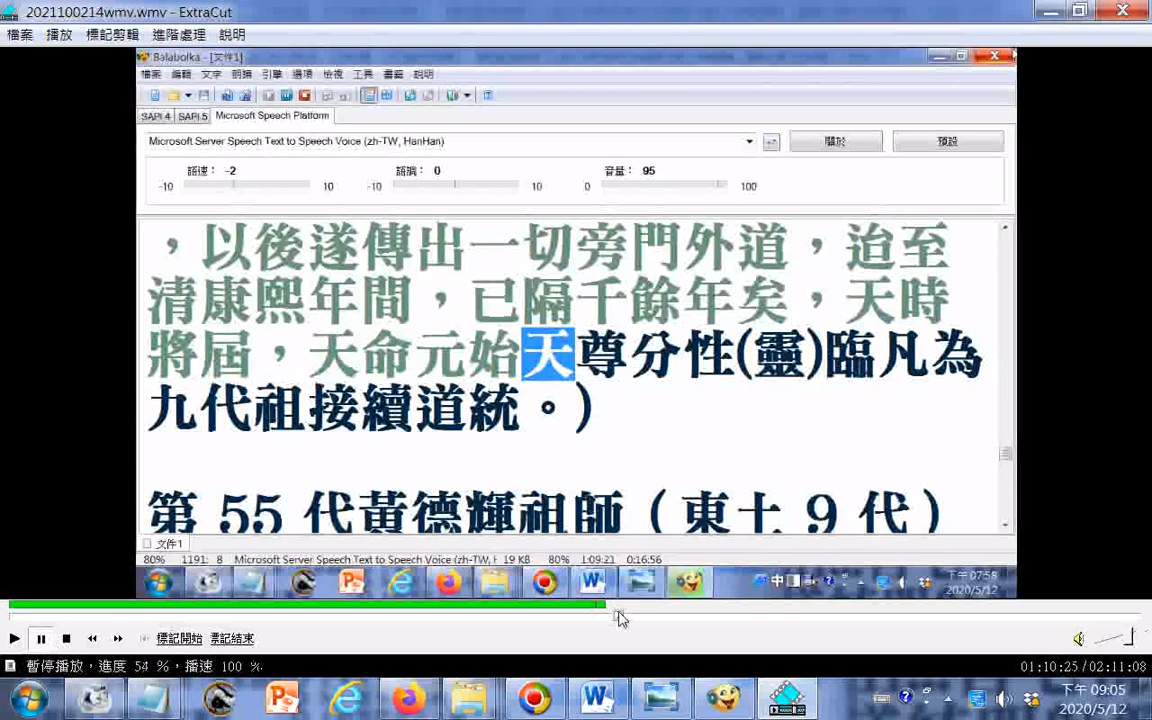 2021100214wmv.wmv - ExtraCut
檔案 播放 標記剪輯 進階處理 說明
Balabolka - [文件1]
檔案 編輯 文字 朗讀 引擎 選項 檢視 工具 書籤 說明
SAPI 4 SAPI 5 Microsoft Speech Platform
Microsoft Server Speech Text to Speech Voice (zh-TW, HanHan)
關於 預設
語速： -2 語調： 0 音量： 95
-10 10 -10 10 0 100
，以後遂傳出一切旁門外道，迨至
清康熙年間，已隔千餘年矣，天時
將屆，天命元始天尊分性(靈)臨凡為
九代祖接續道統。)
第 55 代黃德輝祖師（東土 9 代）
文件1
80% 1191: 8 Microsoft Server Speech Text to Speech Voice (zh-TW, H 19 KB 80% 1:09:21 0:16:56
中
下午 07:58
2020/5/12
標記開始 標記結束
暫停播放，進度 54 %，播速 100 %.
01:10:25 / 02:11:08
下午 09:05
2020/5/12